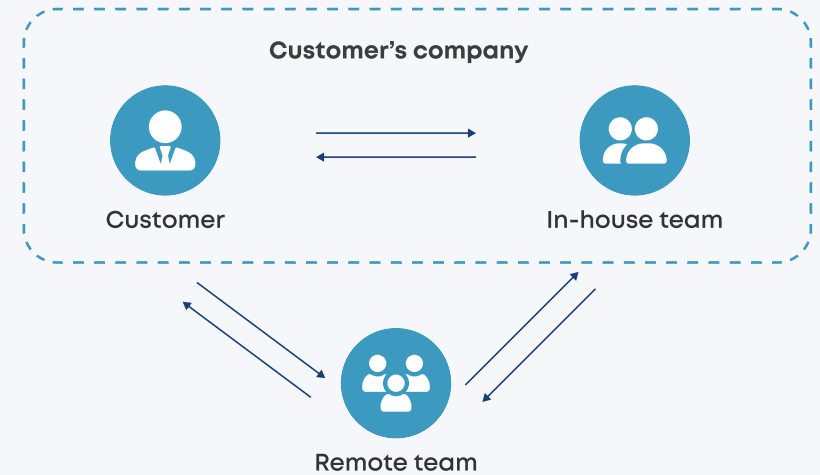 Customer’s company
Customer
In-house team
Remote team